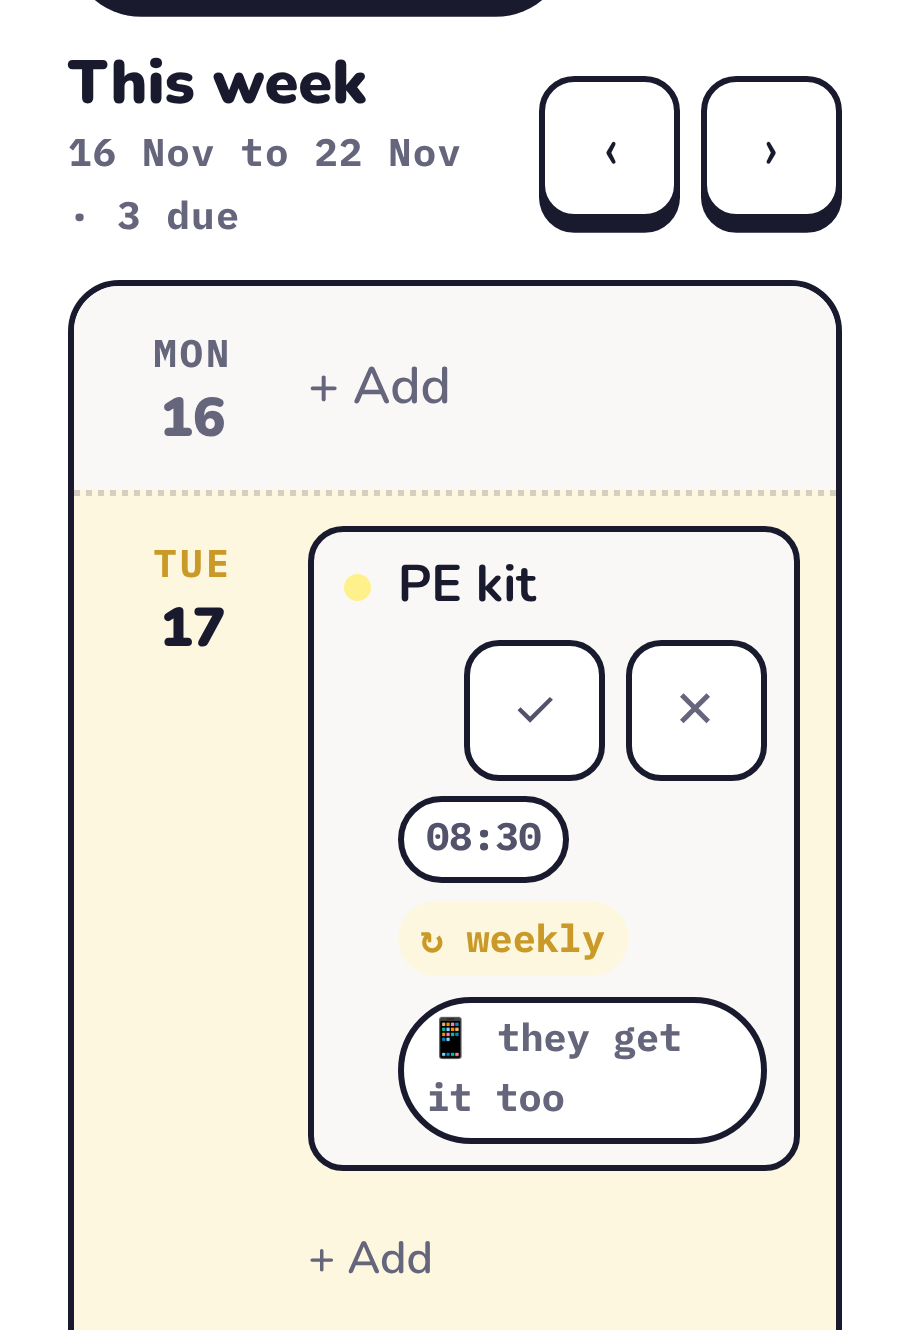 This week
16 Nov to 22 Nov
· 3 due
‹ ›
MON
16
+ Add
TUE
17
PE kit
✓ ✕
08:30
↻ weekly
📱 they get
it too
+ Add